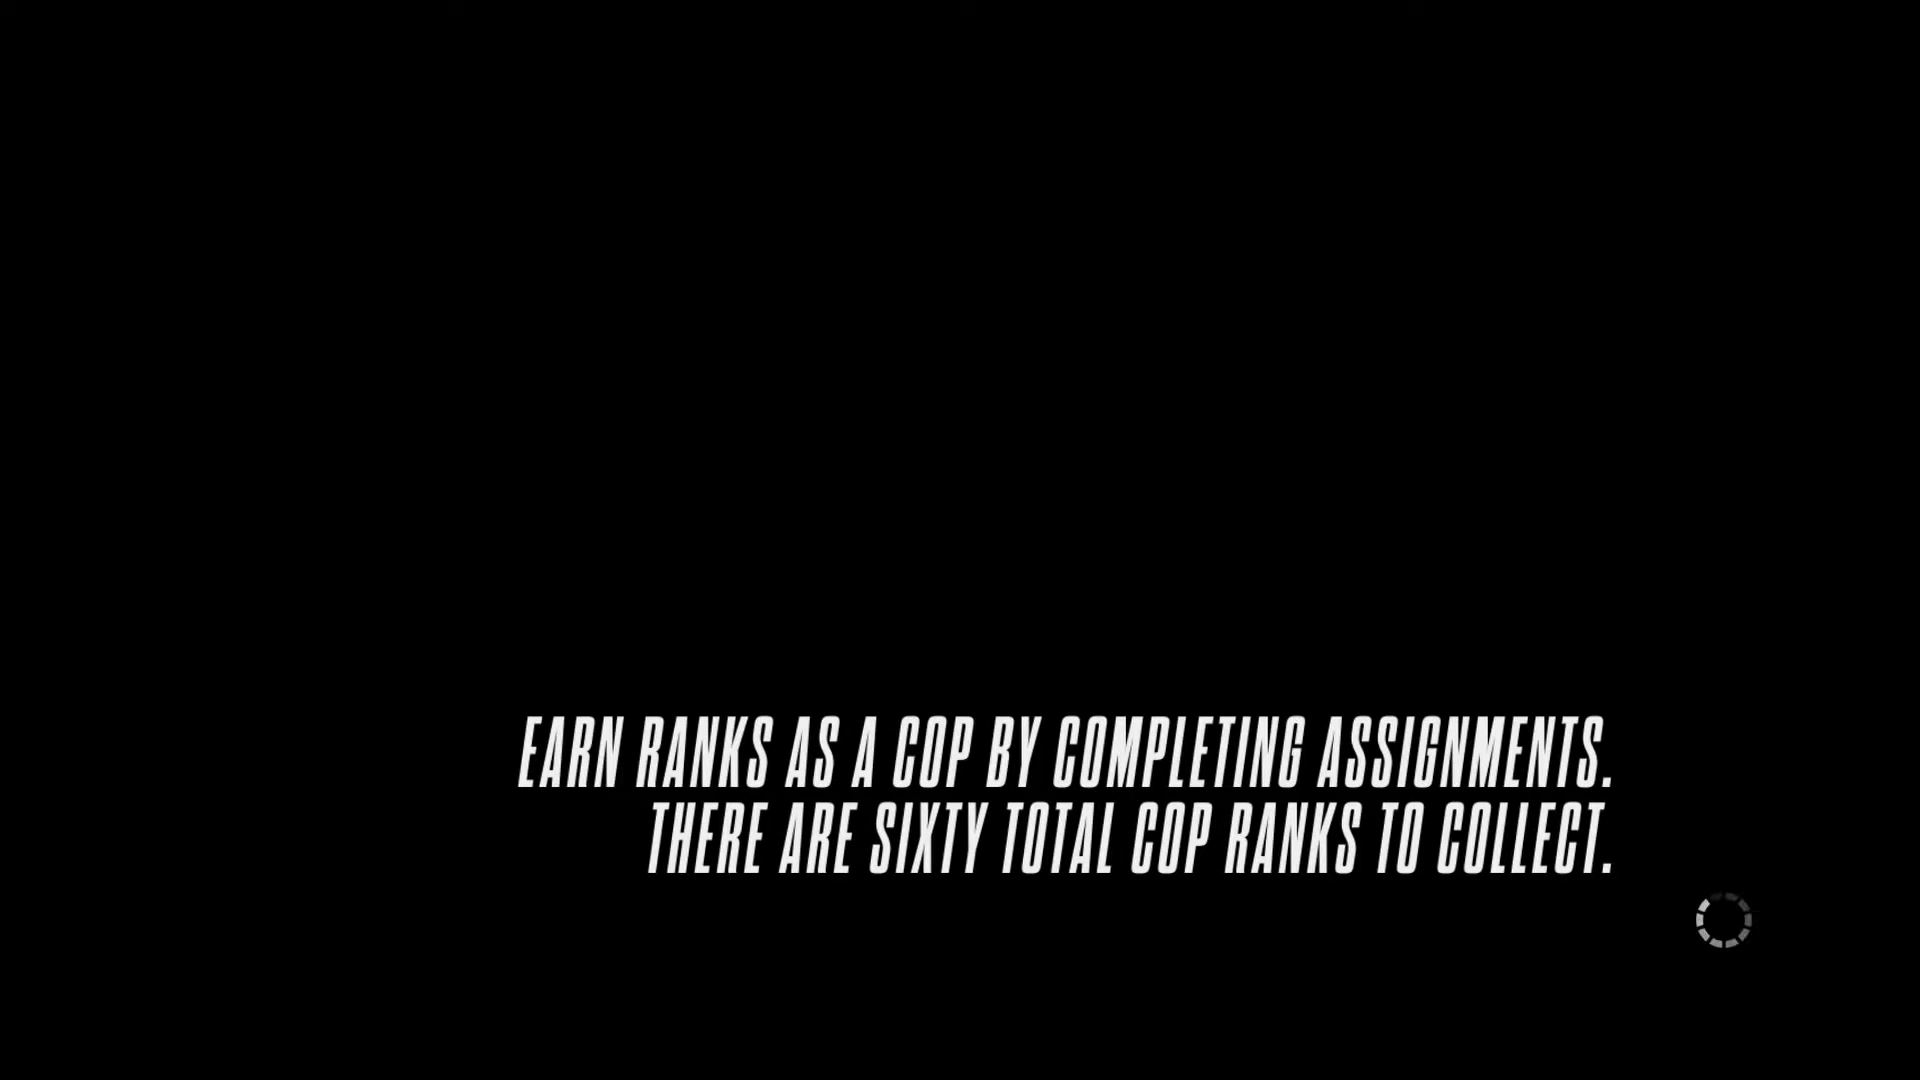 EARN RANKS AS A COP BY COMPLETING ASSIGNMENTS.
THERE ARE SIXTY TOTAL COP RANKS TO COLLECT.